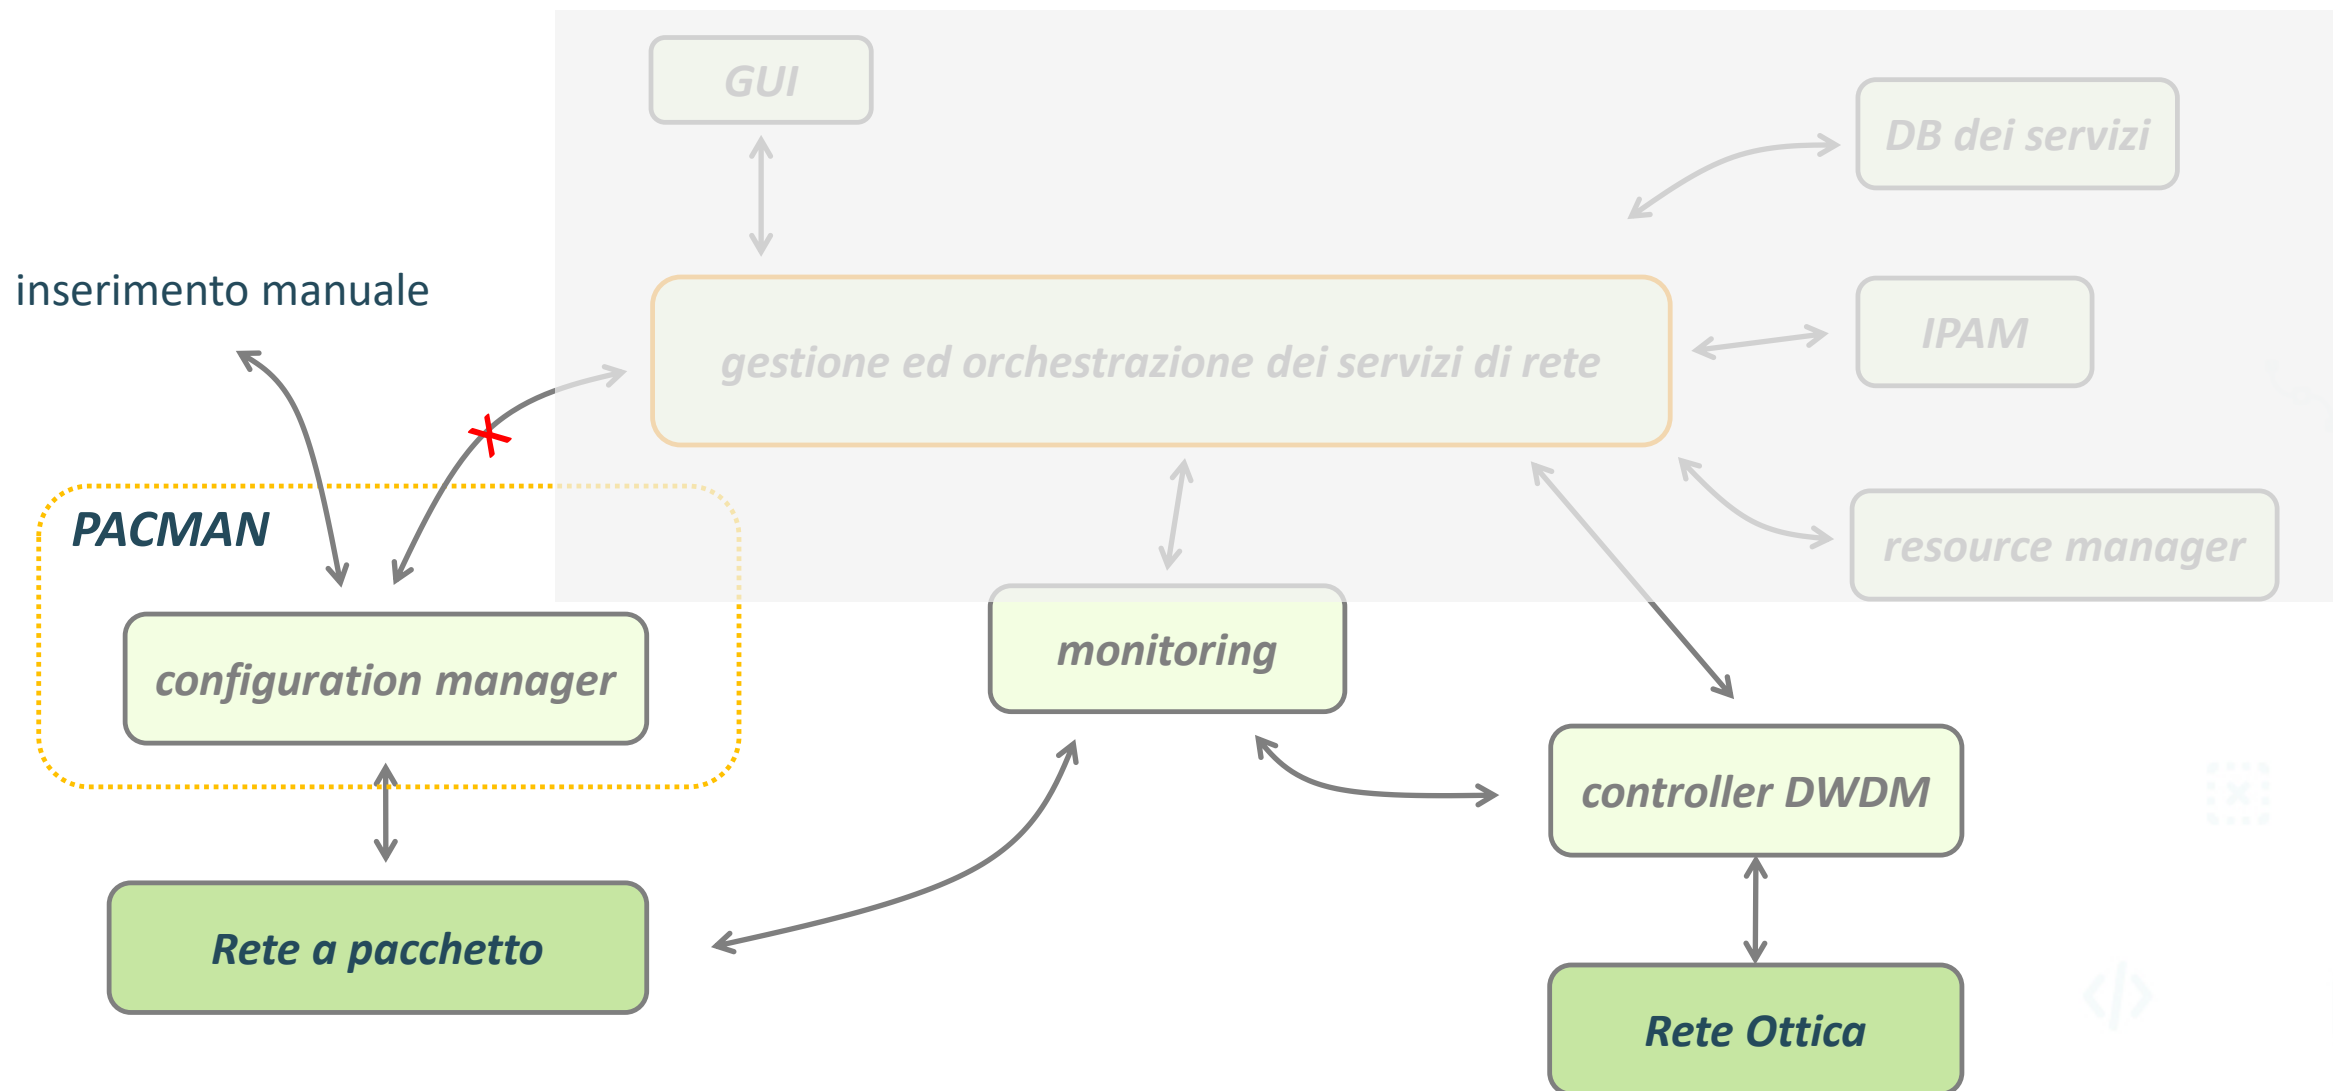 GUI
DB dei servizi
inserimento manuale
gestione ed orchestrazione dei servizi di rete
IPAM
PACMAN
resource manager
configuration manager
monitoring
controller DWDM
Rete a pacchetto
Rete Ottica